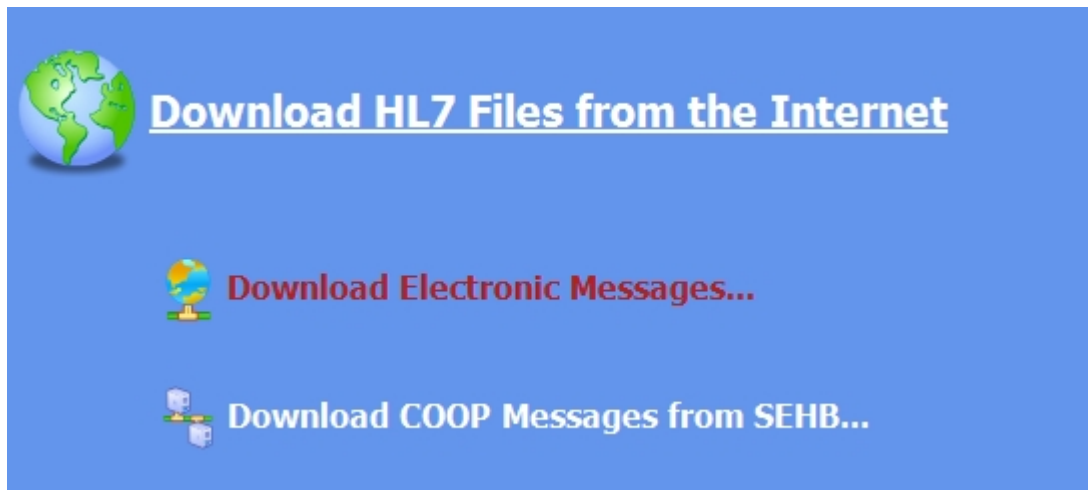 Download HL7 Files from the Internet
Download Electronic Messages...
Download COOP Messages from SEHB...